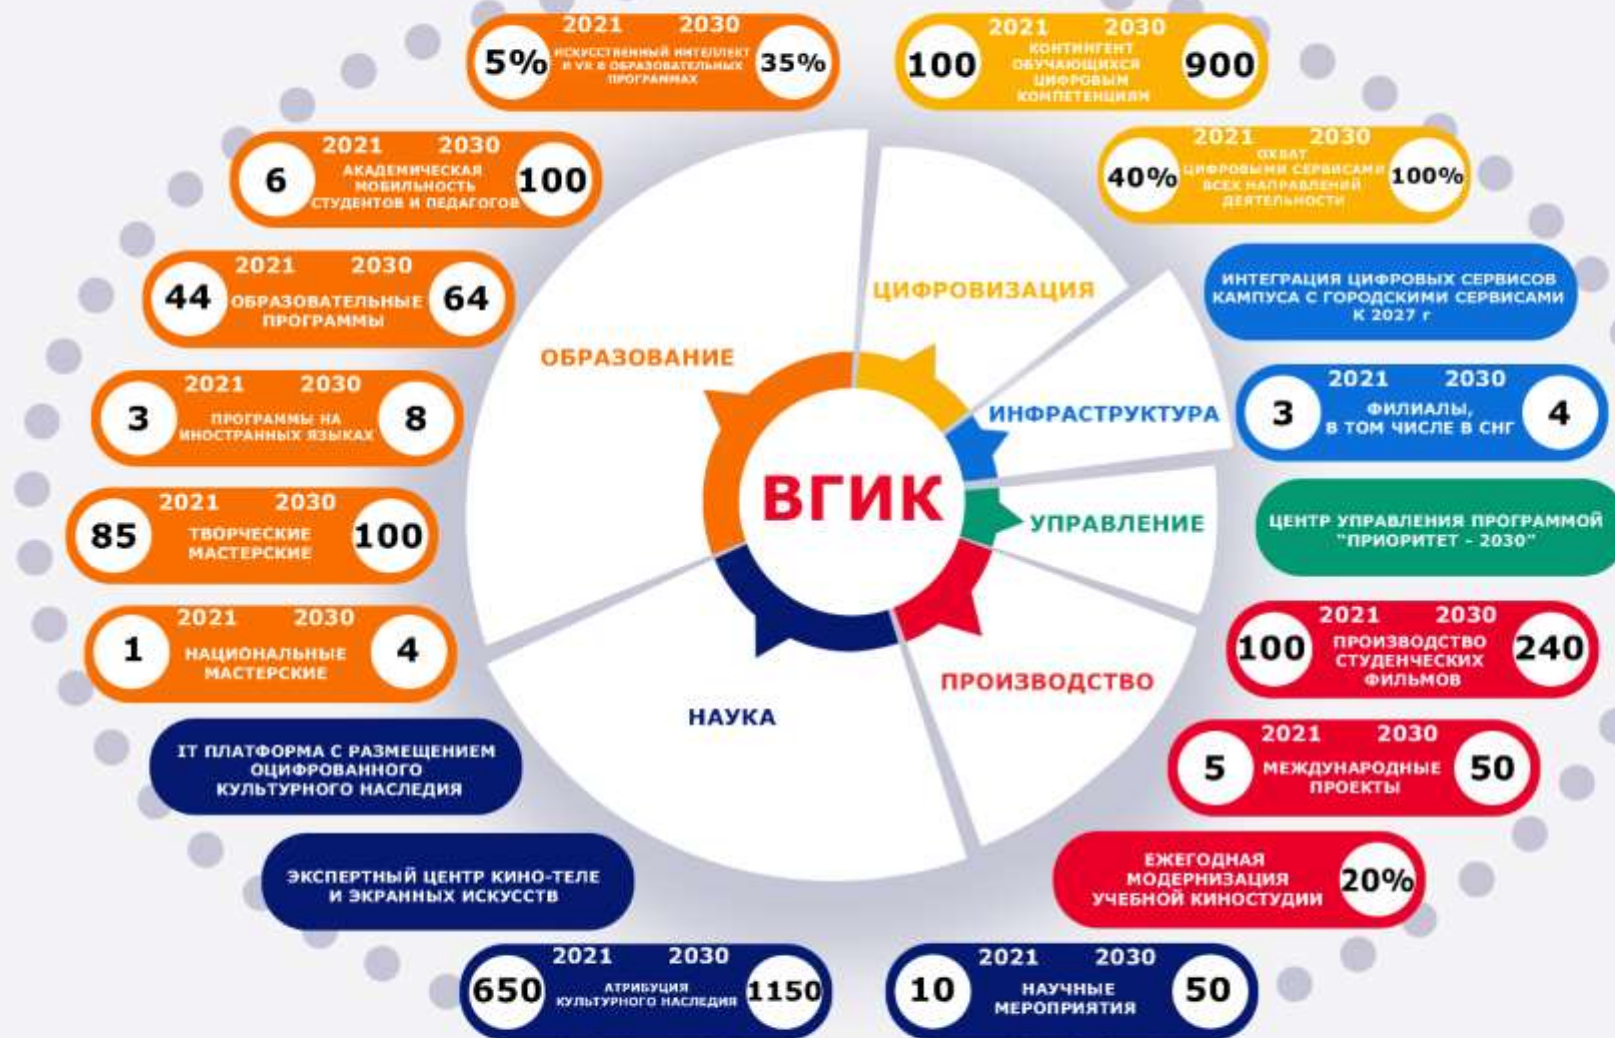 2021 2030
5%
ИСКУССТВЕННЫЙ ИНТЕЛЛЕКТ
И VR В ОБРАЗОВАТЕЛЬНЫХ
ПРОГРАММАХ
35%
2021 2030
100
КОНТИНГЕНТ
ОБУЧАЮЩИХСЯ
ЦИФРОВЫМ
КОМПЕТЕНЦИЯМ
900
2021 2030
6
АКАДЕМИЧЕСКАЯ
МОБИЛЬНОСТЬ
СТУДЕНТОВ И ПЕДАГОГОВ
100
2021 2030
40%
ОХВАТ
ЦИФРОВЫМИ СЕРВИСАМИ
ВСЕХ НАПРАВЛЕНИЙ
ДЕЯТЕЛЬНОСТИ
100%
2021 2030
44
ОБРАЗОВАТЕЛЬНЫЕ
ПРОГРАММЫ
64
ИНТЕГРАЦИЯ ЦИФРОВЫХ СЕРВИСОВ
КАМПУСА С ГОРОДСКИМИ СЕРВИСАМИ
К 2027 г
2021 2030
3
ПРОГРАММЫ НА
ИНОСТРАННЫХ ЯЗЫКАХ
8
2021 2030
3
ФИЛИАЛЫ,
В ТОМ ЧИСЛЕ В СНГ
4
2021 2030
85
ТВОРЧЕСКИЕ
МАСТЕРСКИЕ
100
ЦЕНТР УПРАВЛЕНИЯ ПРОГРАММОЙ
"ПРИОРИТЕТ - 2030"
2021 2030
1
НАЦИОНАЛЬНЫЕ
МАСТЕРСКИЕ
4
2021 2030
100
ПРОИЗВОДСТВО
СТУДЕНЧЕСКИХ
ФИЛЬМОВ
240
IT ПЛАТФОРМА С РАЗМЕЩЕНИЕМ
ОЦИФРОВАННОГО
КУЛЬТУРНОГО НАСЛЕДИЯ
2021 2030
5
МЕЖДУНАРОДНЫЕ
ПРОЕКТЫ
50
ЭКСПЕРТНЫЙ ЦЕНТР КИНО-ТЕЛЕ
И ЭКРАННЫХ ИСКУССТВ
ЕЖЕГОДНАЯ
МОДЕРНИЗАЦИЯ
УЧЕБНОЙ КИНОСТУДИИ
20%
2021 2030
650
АТРИБУЦИЯ
КУЛЬТУРНОГО НАСЛЕДИЯ
1150
2021 2030
10
НАУЧНЫЕ
МЕРОПРИЯТИЯ
50
ЦИФРОВИЗАЦИЯ
ОБРАЗОВАНИЕ
ИНФРАСТРУКТУРА
ВГИК
УПРАВЛЕНИЕ
ПРОИЗВОДСТВО
НАУКА